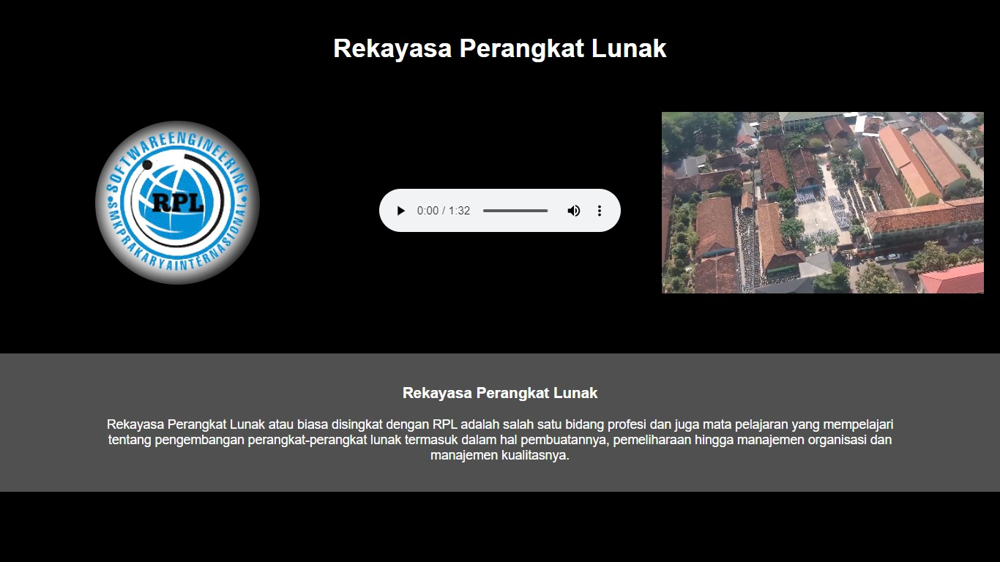 Rekayasa Perangkat Lunak
SOFTWAREENGINEERING
RPL
SMKPRAKARYAINTERNASIONAL
0:00 / 1:32
Rekayasa Perangkat Lunak
Rekayasa Perangkat Lunak atau biasa disingkat dengan RPL adalah salah satu bidang profesi dan juga mata pelajaran yang mempelajari
tentang pengembangan perangkat-perangkat lunak termasuk dalam hal pembuatannya, pemeliharaan hingga manajemen organisasi dan
manajemen kualitasnya.